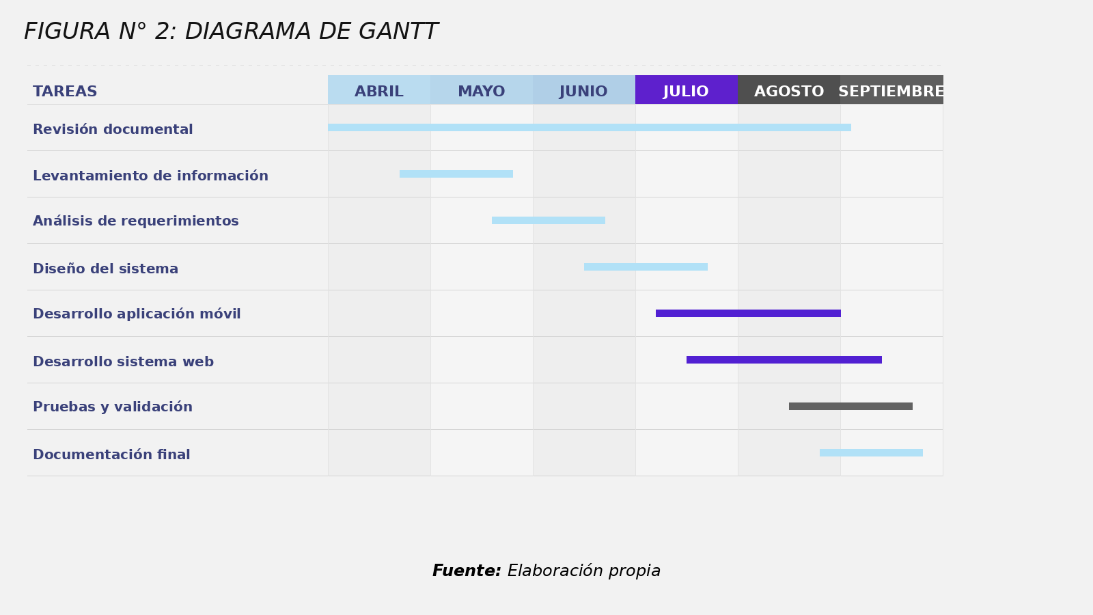 FIGURA N° 2: DIAGRAMA DE GANTT
TAREAS ABRIL MAYO JUNIO JULIO AGOSTO SEPTIEMBRE
Revisión documental
Levantamiento de información
Análisis de requerimientos
Diseño del sistema
Desarrollo aplicación móvil
Desarrollo sistema web
Pruebas y validación
Documentación final
Fuente: Elaboración propia